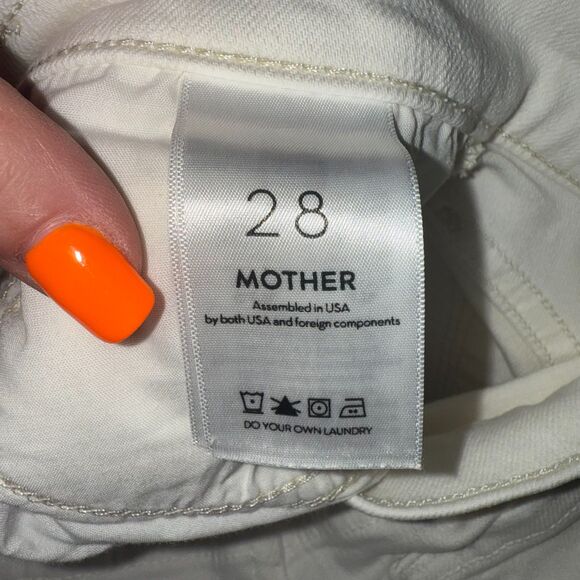 28
MOTHER
Assembled in USA
by both USA and foreign components
DO YOUR OWN LAUNDRY